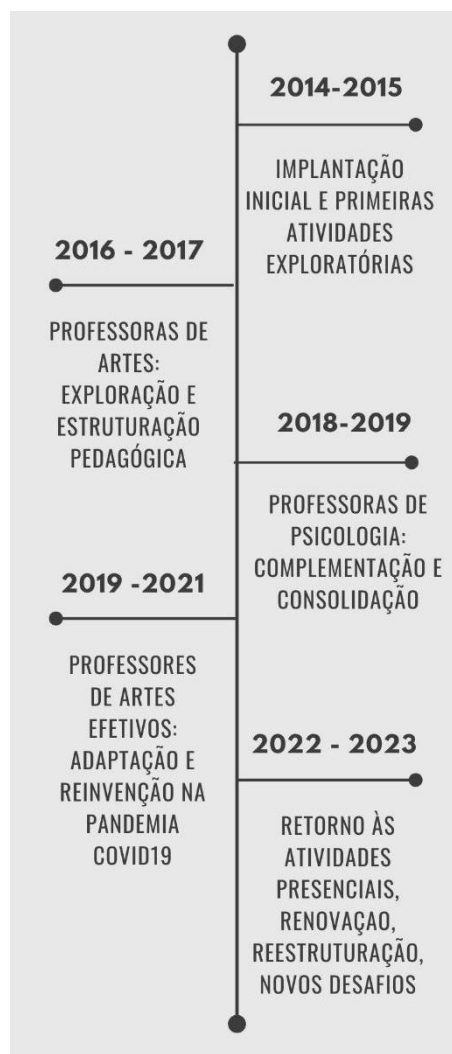 2014-2015
IMPLANTAÇÃO
INICIAL E PRIMEIRAS
ATIVIDADES
EXPLORATÓRIAS
2016 - 2017
PROFESSORAS DE
ARTES:
EXPLORAÇÃO E
ESTRUTURAÇÃO
PEDAGÓGICA
2018-2019
PROFESSORAS DE
PSICOLOGIA:
COMPLEMENTAÇÃO E
CONSOLIDAÇÃO
2019 -2021
PROFESSORES
DE ARTES
EFETIVOS:
ADAPTAÇÃO E
REINVENÇÃO NA
PANDEMIA
COVID19
2022 - 2023
RETORNO ÀS
ATIVIDADES
PRESENCIAIS,
RENOVAÇAO,
REESTRUTURAÇÃO,
NOVOS DESAFIOS